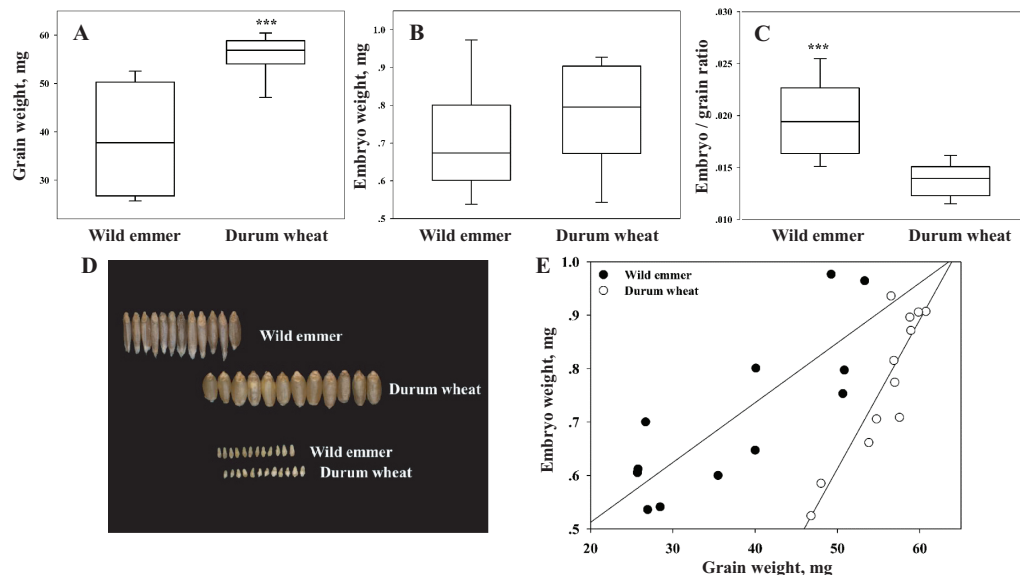 A
***
Grain weight, mg
60
50
40
30
Wild emmer
Durum wheat
B
Embryo weight, mg
1.0
.9
.8
.7
.6
.5
Wild emmer
Durum wheat
C
***
Embryo / grain ratio
.030
.025
.020
.015
.010
Wild emmer
Durum wheat
D
Wild emmer
Durum wheat
Wild emmer
Durum wheat
E
Wild emmer
Durum wheat
Embryo weight, mg
1.0
.9
.8
.7
.6
.5
20 30 40 50 60
Grain weight, mg